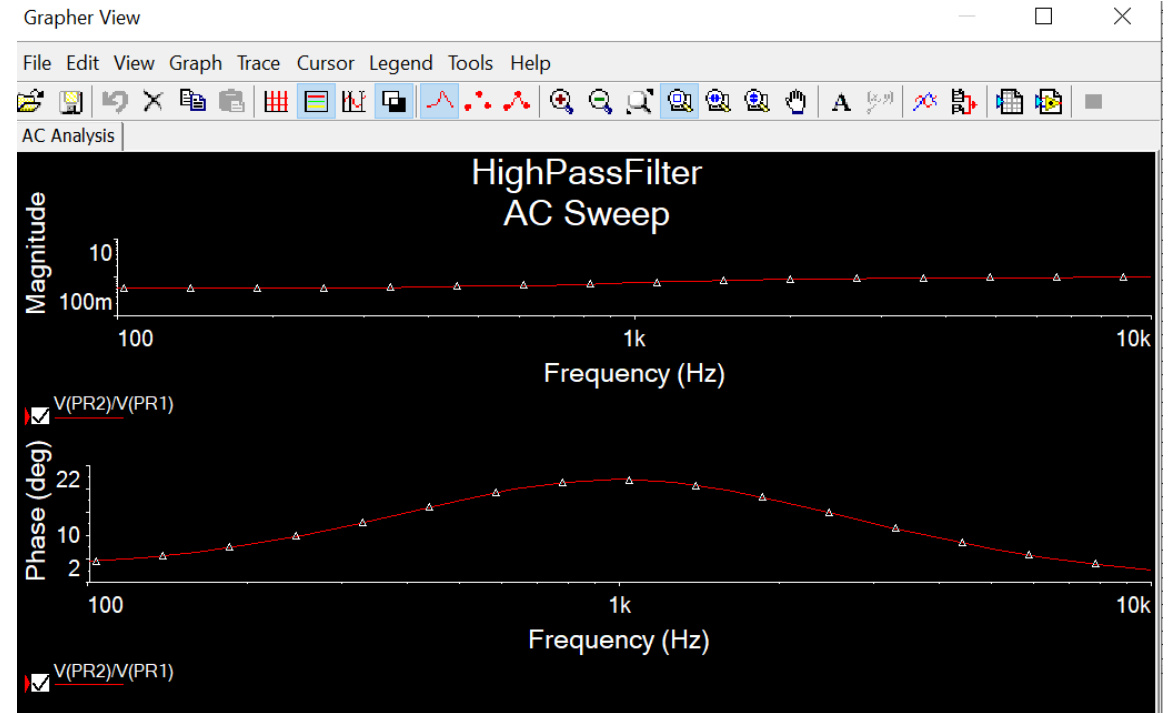 Grapher View
File Edit View Graph Trace Cursor Legend Tools Help
A
AC Analysis
HighPassFilter
AC Sweep
Magnitude
10
100m
100 1k 10k
Frequency (Hz)
V(PR2)/V(PR1)
Phase (deg)
22
10
2
100 1k 10k
Frequency (Hz)
V(PR2)/V(PR1)